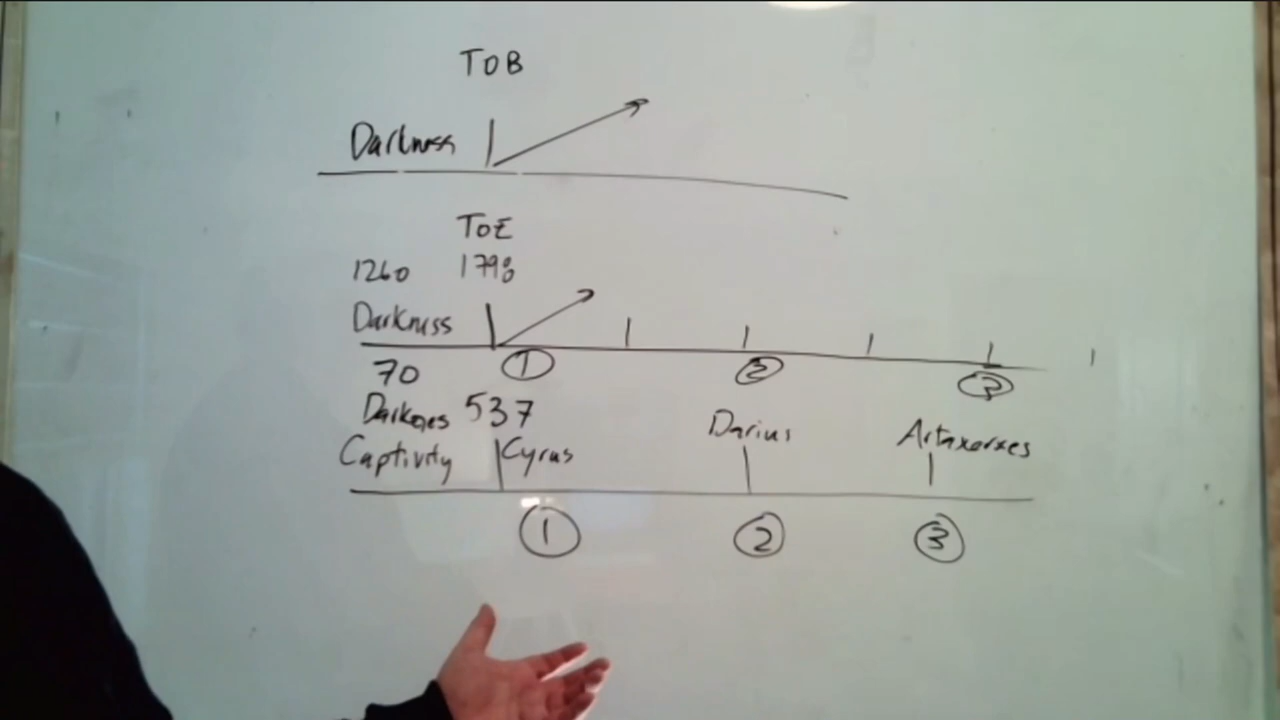 TOB
Darkness
TOE
1260 1798
Darkness
① ② ③
70
Darkness 537
Captivity Cyrus Darius Artaxerxes
① ② ③